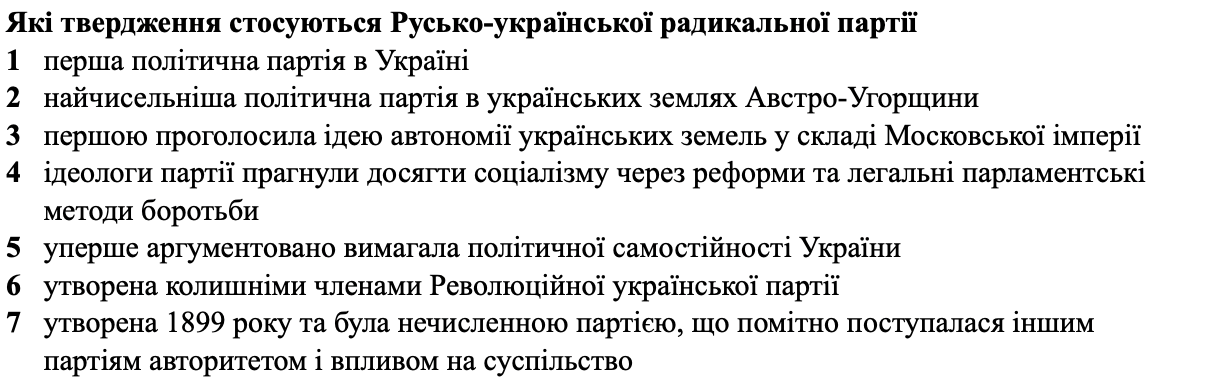 Які твердження стосуються Русько-української радикальної партії
1 перша політична партія в Україні
2 найчисельніша політична партія в українських землях Австро-Угорщини
3 першою проголосила ідею автономії українських земель у складі Московської імперії
4 ідеологи партії прагнули досягти соціалізму через реформи та легальні парламентські
методи боротьби
5 уперше аргументовано вимагала політичної самостійності України
6 утворена колишніми членами Революційної української партії
7 утворена 1899 року та була нечисленною партією, що помітно поступалася іншим
партіям авторитетом і впливом на суспільство